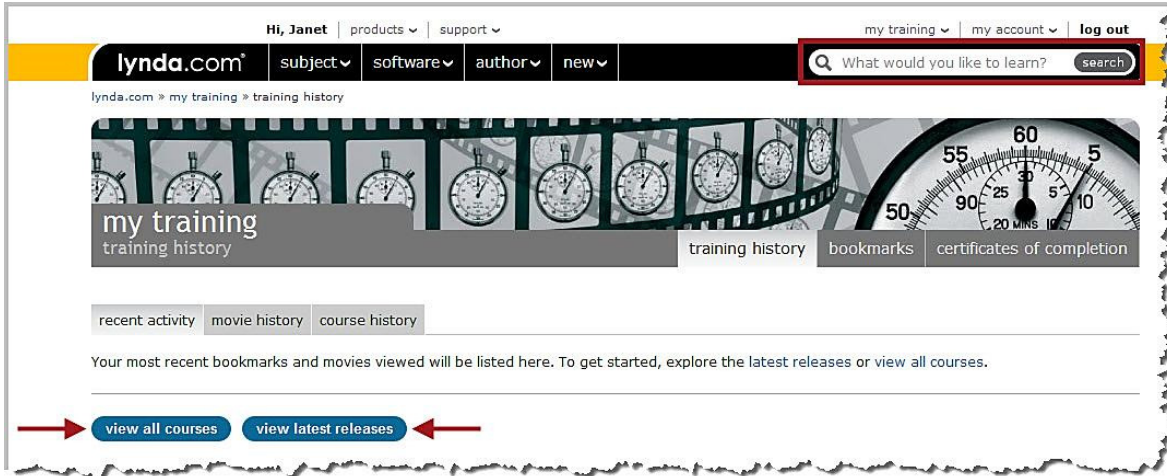 Hi, Janet products support my training my account log out
lynda.com® subject software author new What would you like to learn? search
lynda.com » my training » training history
60
55 5
30
25 5
50 90 10
20 MINS 10
my training
training history
training history bookmarks certificates of completion
recent activity movie history course history
Your most recent bookmarks and movies viewed will be listed here. To get started, explore the latest releases or view all courses.
view all courses view latest releases